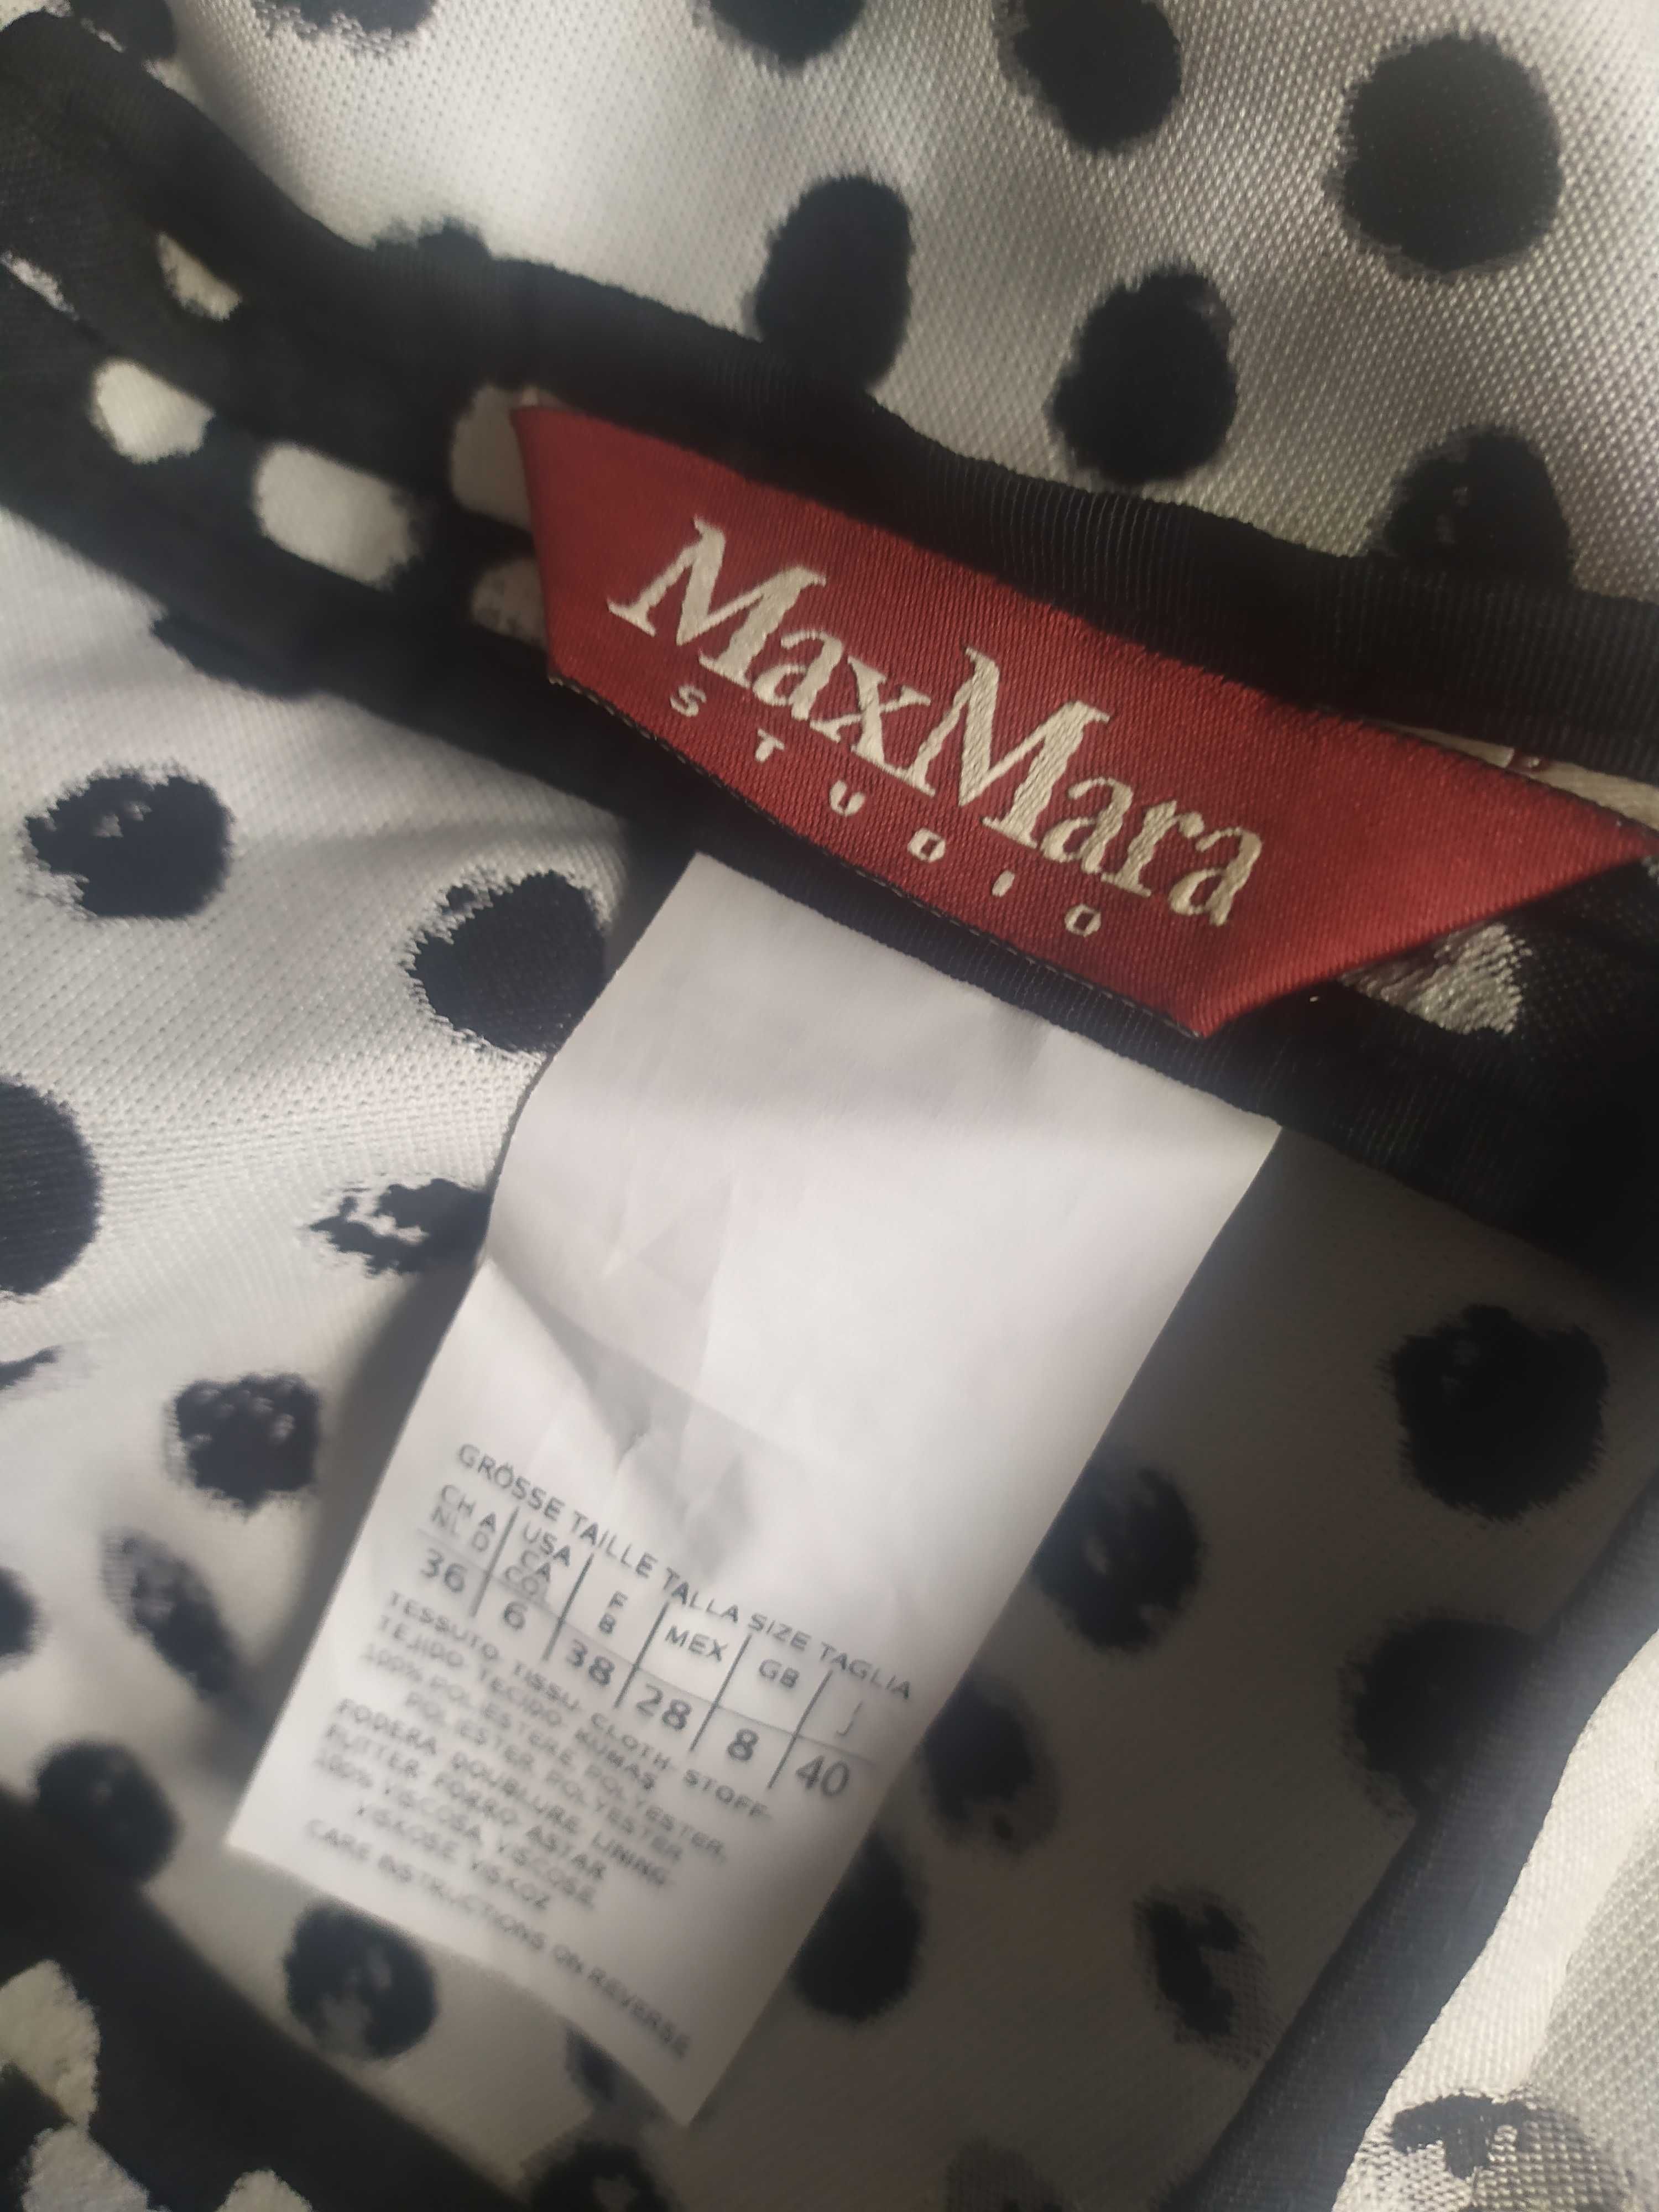 MaxMara
STUDIO
GRÖSSE TAILLE TALLA SIZE TAGLIA
CH A NL D USA CA COL F B MEX GB J
36 6 38 28 8 40
TESSUTO TISSU CLOTH STOFF
TEJIDO TECIDO KUMAS
100% POLIESTERE POLYESTER
POLIESTER POLYESTER
FODERA DOUBLURE LINING
FUTTER FORRO ASTAR
100% VISCOSA VISCOSE
VISKOSE VISKOZ
CARE INSTRUCTIONS ON REVERSE